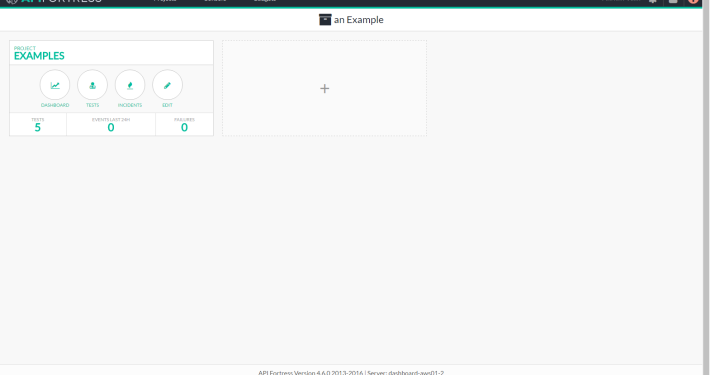 API FORTRESS
an Example
PROJECT
EXAMPLES
DASHBOARD TESTS INCIDENTS EDIT
TESTS EVENTS LAST 24H FAILURES
5 0 0
+
API Fortress Version 4.6.0 2013-2016 | Server: dashboard-aws01-2